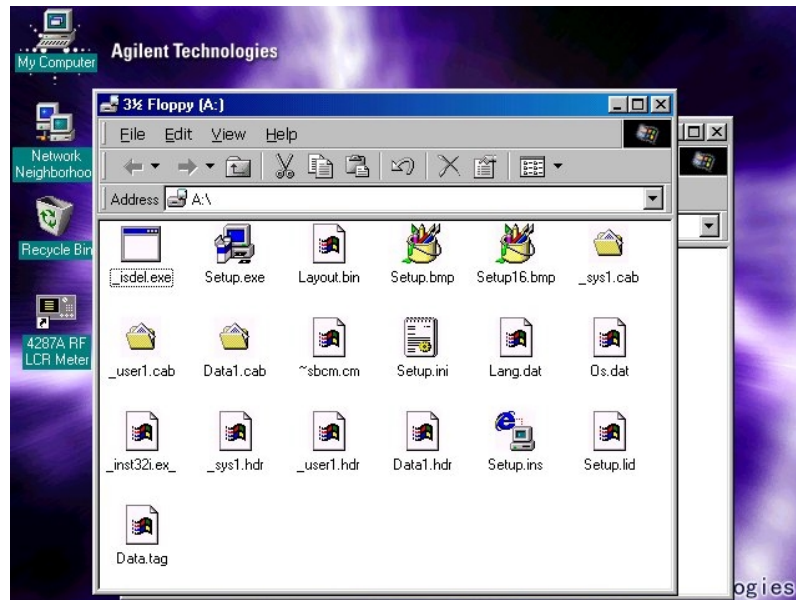 My Computer
Agilent Technologies
3½ Floppy (A:)
File Edit View Help
Network
Neighborhoo
Address A:\
Recycle Bin
_isdel.exe Setup.exe Layout.bin Setup.bmp Setup16.bmp _sys1.cab
4287A RF
LCR Meter
_user1.cab Data1.cab ~sbcm.cm Setup.ini Lang.dat Os.dat
_inst32i.ex_ _sys1.hdr _user1.hdr Data1.hdr Setup.ins Setup.lid
Data.tag
ogies